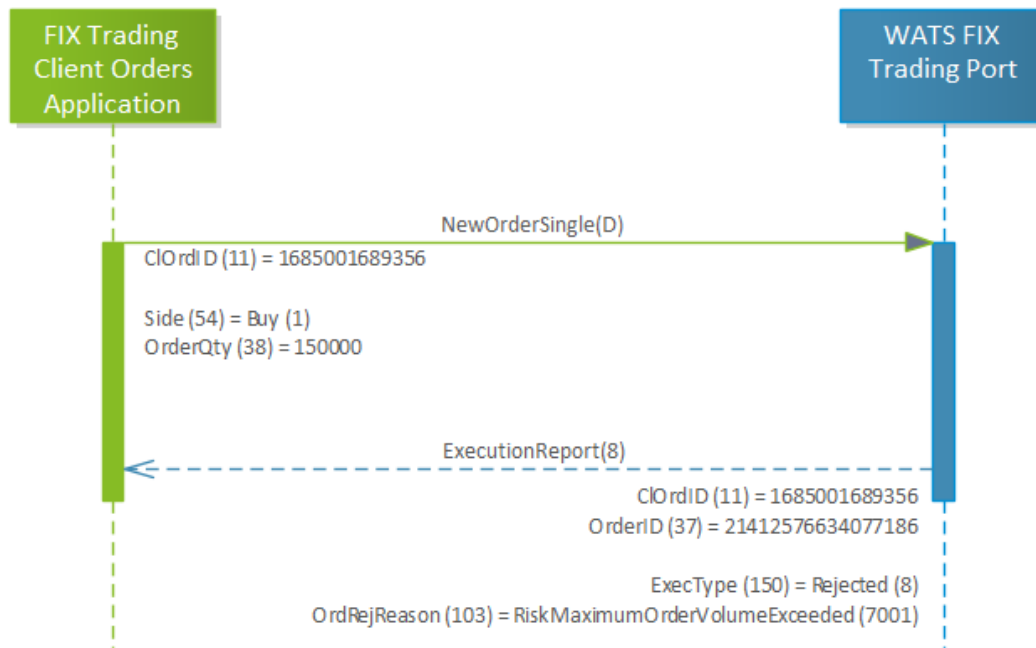 FIX Trading
Client Orders
Application
WATS FIX
Trading Port
NewOrderSingle(D)
ClOrdID (11) = 1685001689356
Side (54) = Buy (1)
OrderQty (38) = 150000
ExecutionReport(8)
ClOrdID (11) = 1685001689356
OrderID (37) = 21412576634077186
ExecType (150) = Rejected (8)
OrdRejReason (103) = RiskMaximumOrderVolumeExceeded (7001)